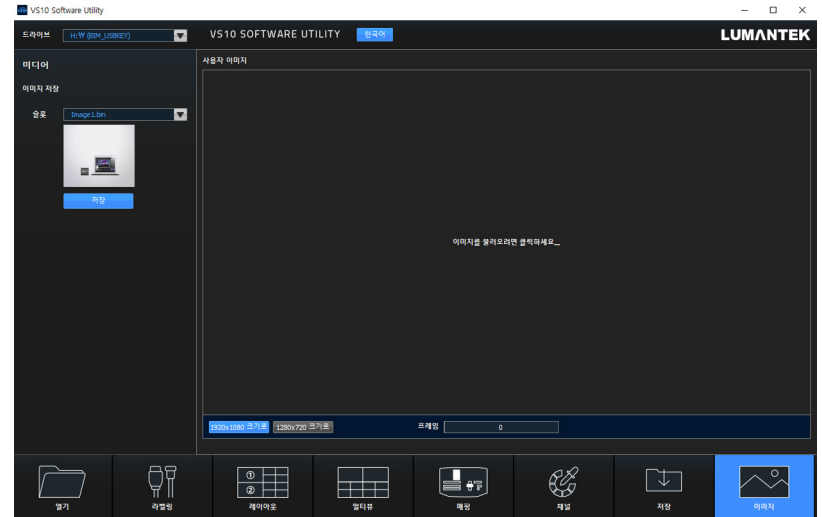 VS10 Software Utility
드라이브 H:\ (BIM_USBKEY) VS10 SOFTWARE UTILITY 한국어 LUMANTEK
미디어
이미지 저장
슬롯 Image1.bin
저장
사용자 이미지
이미지를 불러오려면 클릭하세요...
1920x1080 크기로 1280x720 크기로 프레임 0
열기 라벨링 레이아웃 멀티뷰 매핑 채널 저장 이미지